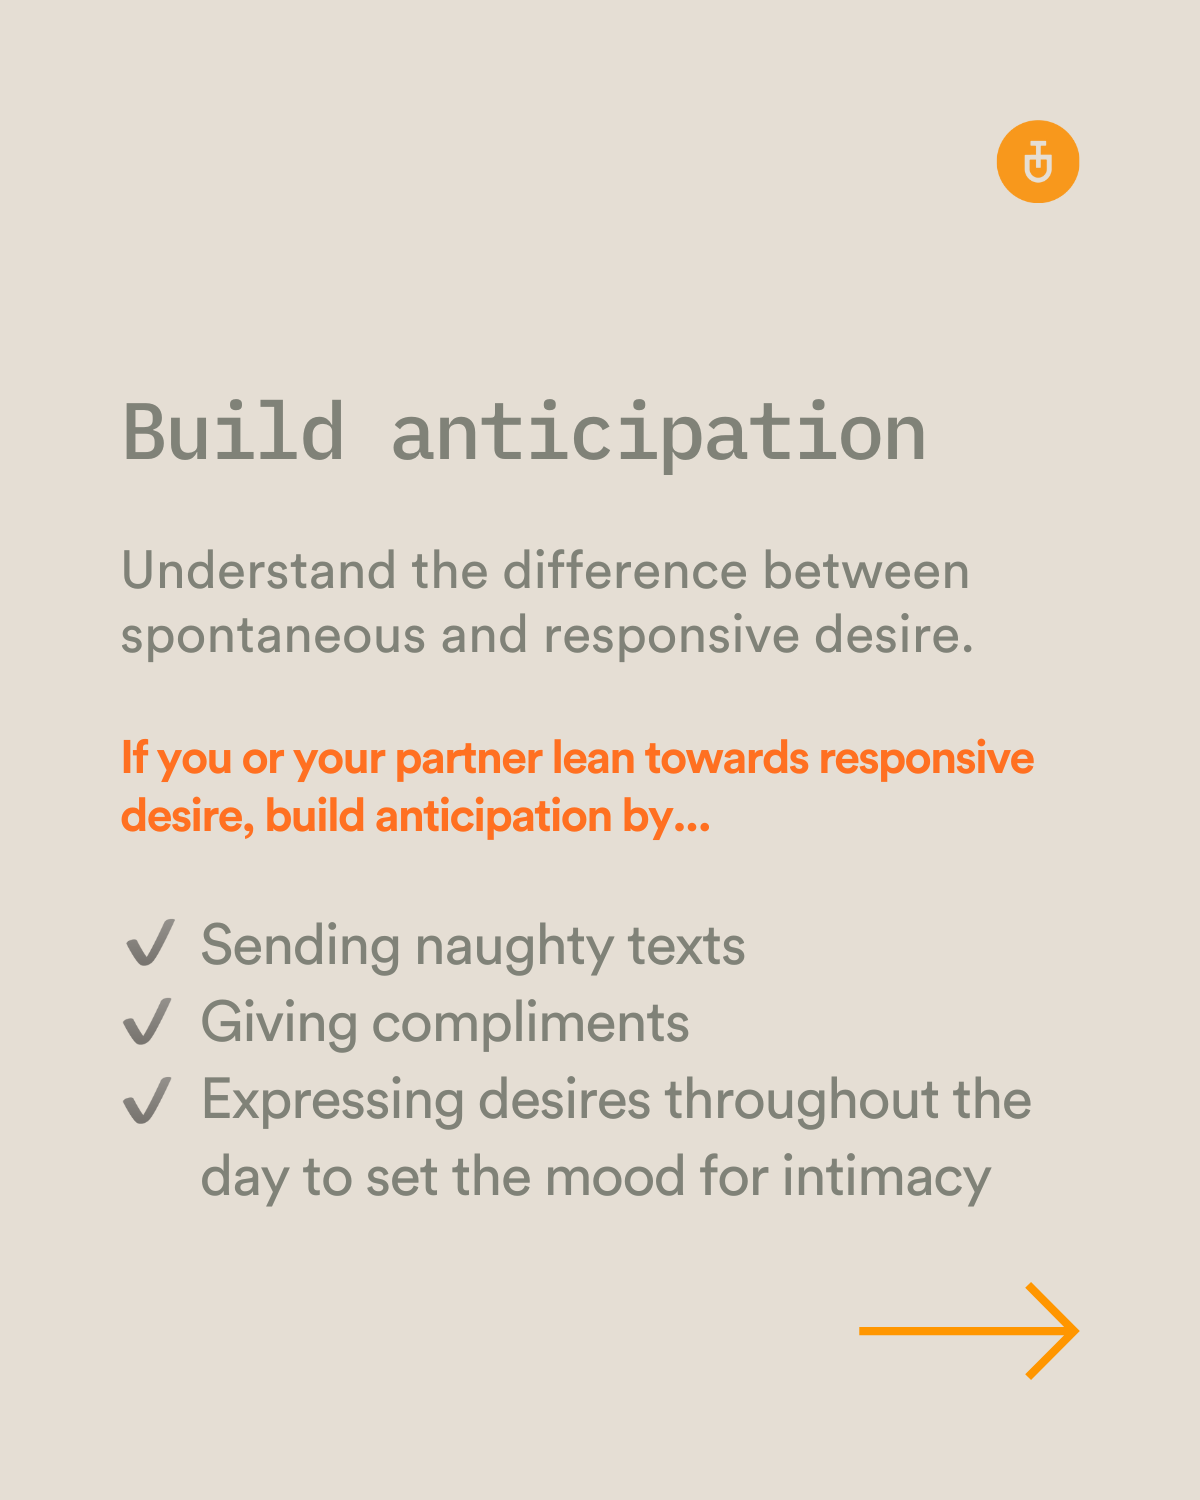 Build anticipation
Understand the difference between
spontaneous and responsive desire.
If you or your partner lean towards responsive
desire, build anticipation by...
✔ Sending naughty texts
✔ Giving compliments
✔ Expressing desires throughout the
day to set the mood for intimacy